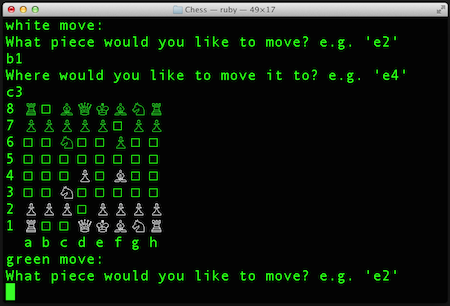 Chess — ruby — 49×17
white move:
What piece would you like to move? e.g. 'e2'
b1
Where would you like to move it to? e.g. 'e4'
c3
8 ♖ □ ♗ ♕ ♔ ♗ ♘ ♖
7 ♙ ♙ ♙ ♙ ♙ □ ♙ ♙
6 □ □ ♘ □ □ ♙ □ □
5 □ □ □ □ □ □ □ □
4 □ □ □ ♙ □ ♗ □ □
3 □ □ ♘ □ □ □ □ □
2 ♙ ♙ ♙ □ ♙ ♙ ♙ ♙
1 ♖ □ □ ♕ ♔ ♗ ♘ ♖
a b c d e f g h
green move:
What piece would you like to move? e.g. 'e2'